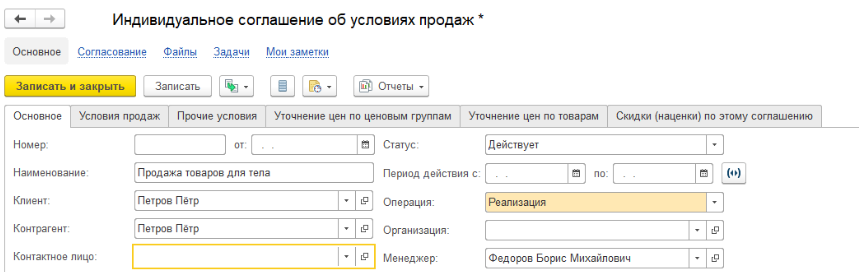 Индивидуальное соглашение об условиях продаж *
Основное Согласование Файлы Задачи Мои заметки
Записать и закрыть Записать Отчеты
Основное Условия продаж Прочие условия Уточнение цен по ценовым группам Уточнение цен по товарам Скидки (наценки) по этому соглашению
Номер: от: . . Статус: Действует
Наименование: Продажа товаров для тепа Период действия с: . . по: . .
Клиент: Петров Пётр Операция: Реализация
Контрагент: Петров Пётр Организация:
Контактное лицо: Менеджер: Федоров Борис Михайлович